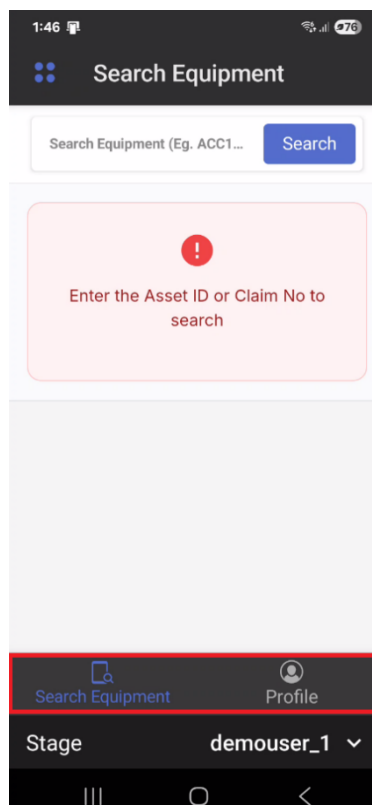 1:46 76
Search Equipment
Search Equipment (Eg. ACC1... Search
Enter the Asset ID or Claim No to
search
Search Equipment Profile
Stage demouser_1